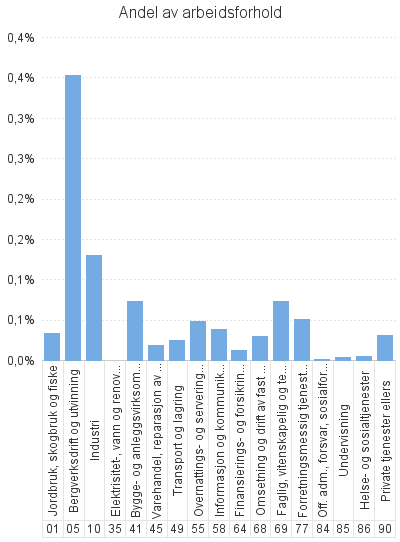 Andel av arbeidsforhold
0,4%
0,4%
0,3%
0,3%
0,2%
0,2%
0,1%
0,1%
0,0%
Jordbruk, skogbruk og fiske
Bergverksdrift og utvinning
Industri
Elektrisitet-, vann og renov...
Bygge- og anleggsvirksom...
Varehandel, reparasjon av ...
Transport og lagring
Overnattings- og servering...
Informasjon og kommunik...
Finansierings- og forsikrin...
Omsetning og drift av fast ...
Faglig, vitenskapelig og te...
Forretningsmessig tjenest...
Off. adm., forsvar, sosialfor...
Undervisning
Helse- og sosialtjenester
Private tjenester ellers
01 05 10 35 41 45 49 55 58 64 68 69 77 84 85 86 90